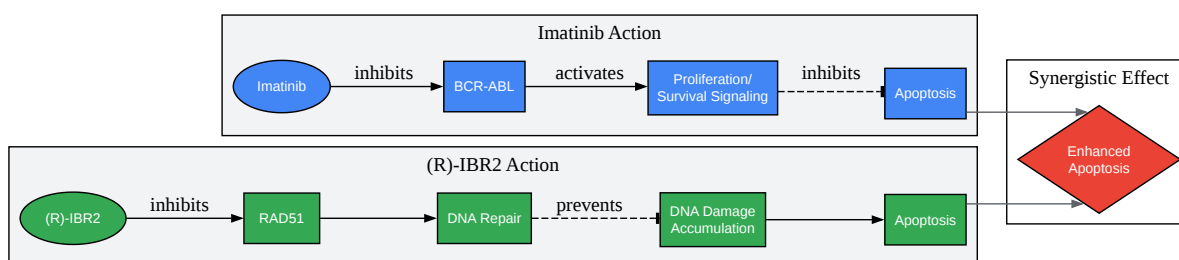 Imatinib Action
Imatinib
inhibits
BCR-ABL
activates
Proliferation/
Survival Signaling
inhibits
Apoptosis
(R)-IBR2 Action
(R)-IBR2
inhibits
RAD51
DNA Repair
prevents
DNA Damage
Accumulation
Apoptosis
Synergistic Effect
Enhanced
Apoptosis